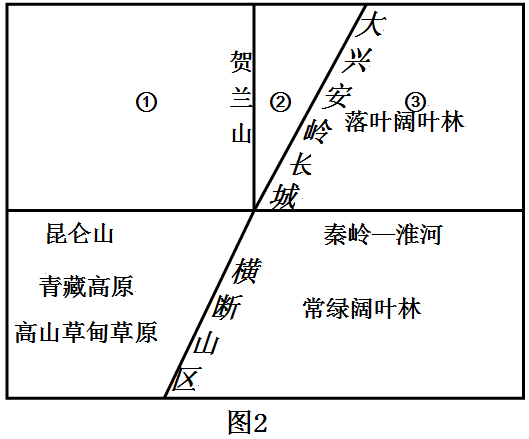 大兴安岭长城
贺兰山
①
②
③
落叶阔叶林
昆仑山
秦岭—淮河
青藏高原
高山草甸草原
横断山区
常绿阔叶林
图2